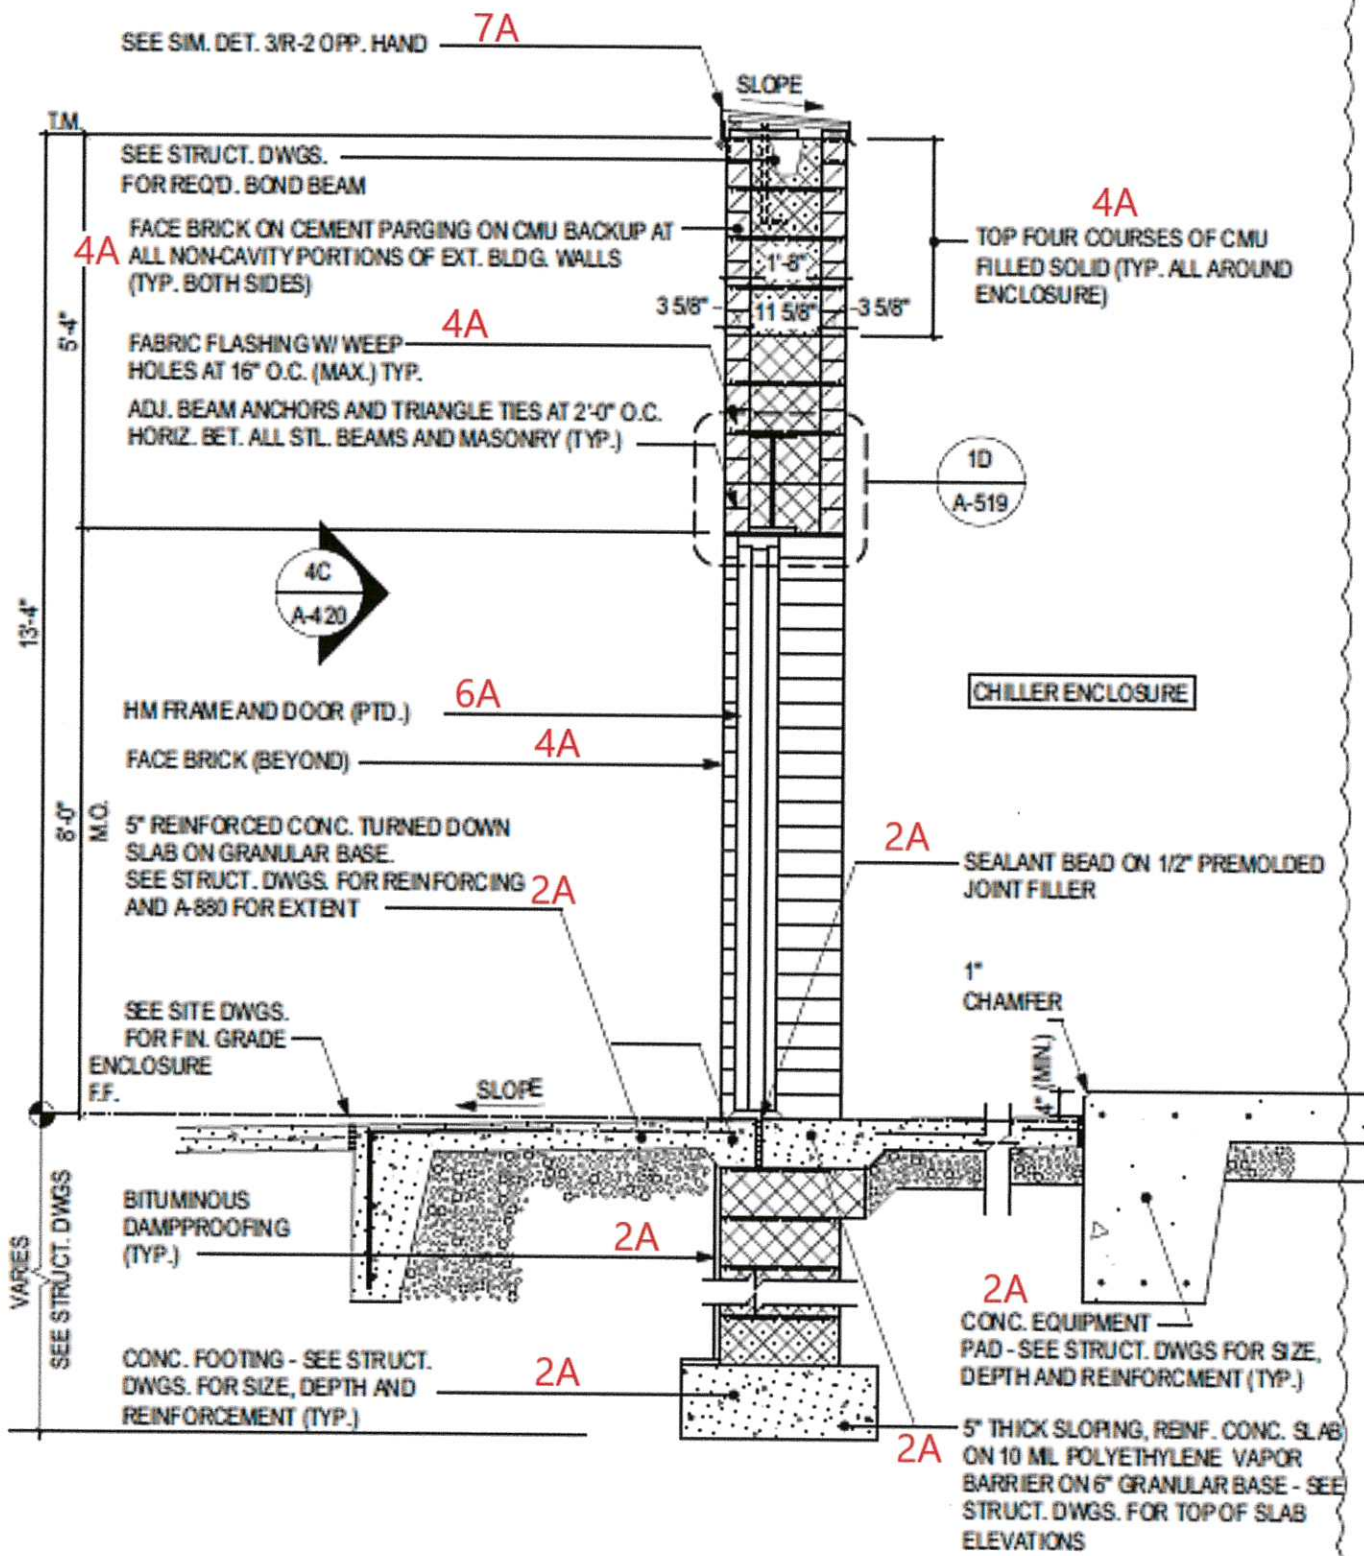 7A
SEE SIM. DET. 3/R-2 OPP. HAND
SLOPE
T.M.
SEE STRUCT. DWGS.
FOR REQ'D. BOND BEAM
4A
FACE BRICK ON CEMENT PARGING ON CMU BACKUP AT
ALL NON-CAVITY PORTIONS OF EXT. BLDG. WALLS
(TYP. BOTH SIDES)
4A
TOP FOUR COURSES OF CMU
FILLED SOLID (TYP. ALL AROUND
ENCLOSURE)
1'-8"
3 5/8"
11 5/8"
3 5/8"
5'-4"
4A
FABRIC FLASHING W/ WEEP
HOLES AT 16" O.C. (MAX.) TYP.
ADJ. BEAM ANCHORS AND TRIANGLE TIES AT 2'-0" O.C.
HORIZ. BET. ALL STL. BEAMS AND MASONRY (TYP.)
1D
A-519
4C
A-420
13'-4"
CHILLER ENCLOSURE
6A
HM FRAME AND DOOR (PTD.)
4A
FACE BRICK (BEYOND)
8'-0"
M.O.
5" REINFORCED CONC. TURNED DOWN
SLAB ON GRANULAR BASE.
SEE STRUCT. DWGS. FOR REINFORCING
AND A-880 FOR EXTENT
2A
2A
SEALANT BEAD ON 1/2" PREMOLDED
JOINT FILLER
1"
CHAMFER
4" (MIN.)
SEE SITE DWGS.
FOR FIN. GRADE
ENCLOSURE
F.F.
SLOPE
BITUMINOUS
DAMPPROOFING
(TYP.)
2A
VARIES
SEE STRUCT. DWGS
2A
CONC. EQUIPMENT
PAD - SEE STRUCT. DWGS FOR SIZE,
DEPTH AND REINFORCMENT (TYP.)
CONC. FOOTING - SEE STRUCT.
DWGS. FOR SIZE, DEPTH AND
REINFORCEMENT (TYP.)
2A
2A
5" THICK SLOPING, REINF. CONC. SLAB
ON 10 MIL POLYETHYLENE VAPOR
BARRIER ON 6" GRANULAR BASE - SEE
STRUCT. DWGS. FOR TOP OF SLAB
ELEVATIONS